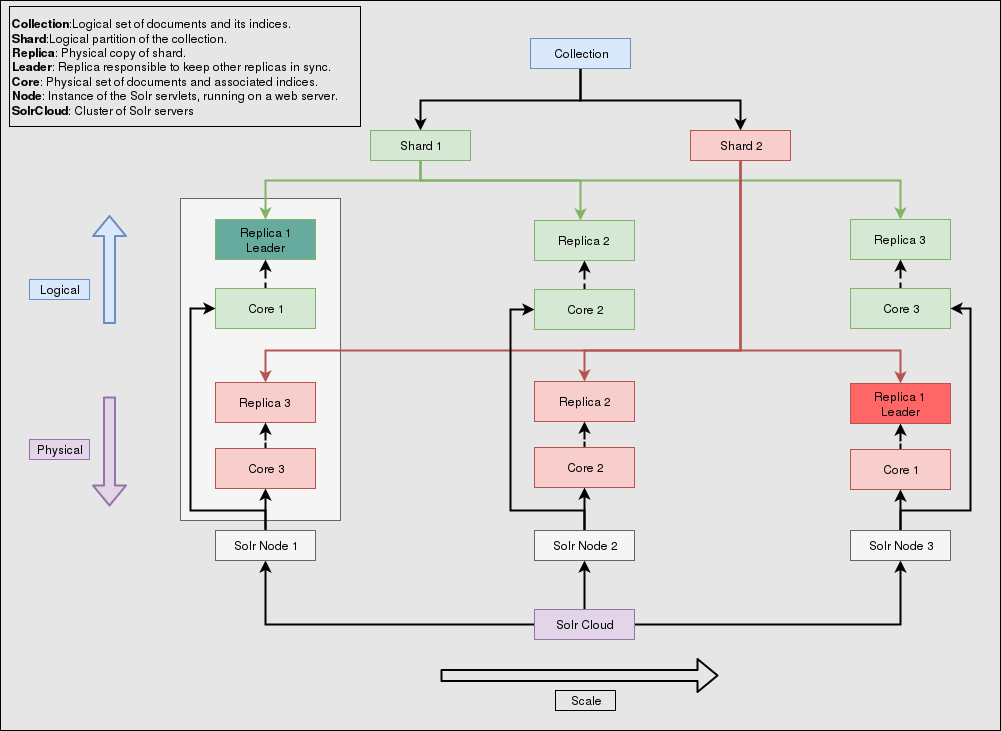 Collection:Logical set of documents and its indices.
Shard:Logical partition of the collection.
Replica: Physical copy of shard.
Leader: Replica responsible to keep other replicas in sync.
Core: Physical set of documents and associated indices.
Node: Instance of the Solr servlets, running on a web server.
SolrCloud: Cluster of Solr servers
Collection
Shard 1
Shard 2
Replica 1
Leader
Replica 2
Replica 3
Logical
Core 1
Core 2
Core 3
Replica 3
Replica 2
Replica 1
Leader
Physical
Core 3
Core 2
Core 1
Solr Node 1
Solr Node 2
Solr Node 3
Solr Cloud
Scale